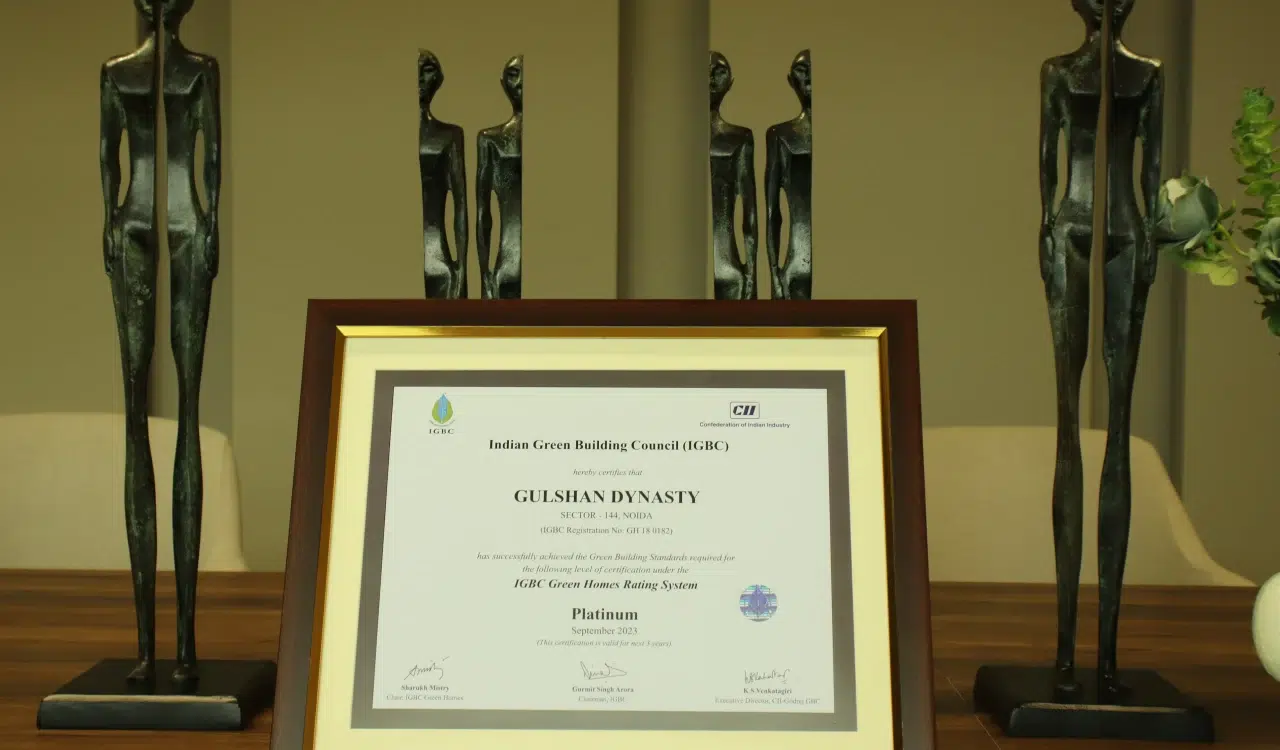 IGBC
CII
Confederation of Indian Industry
Indian Green Building Council (IGBC)
hereby certifies that
GULSHAN DYNASTY
SECTOR - 144, NOIDA
(IGBC Registration No. GH 18 0182)
has successfully achieved the Green Building Standards required for
the following level of certification under the
IGBC Green Homes Rating System
Platinum
September 2023
(This certification is valid for next 3 years)
Sharukh Mistry
Chair, IGBC Green Homes
Gurmit Singh Arora
Chairman, IGBC
K S Venkatagiri
Executive Director, CII-Godrej GBC